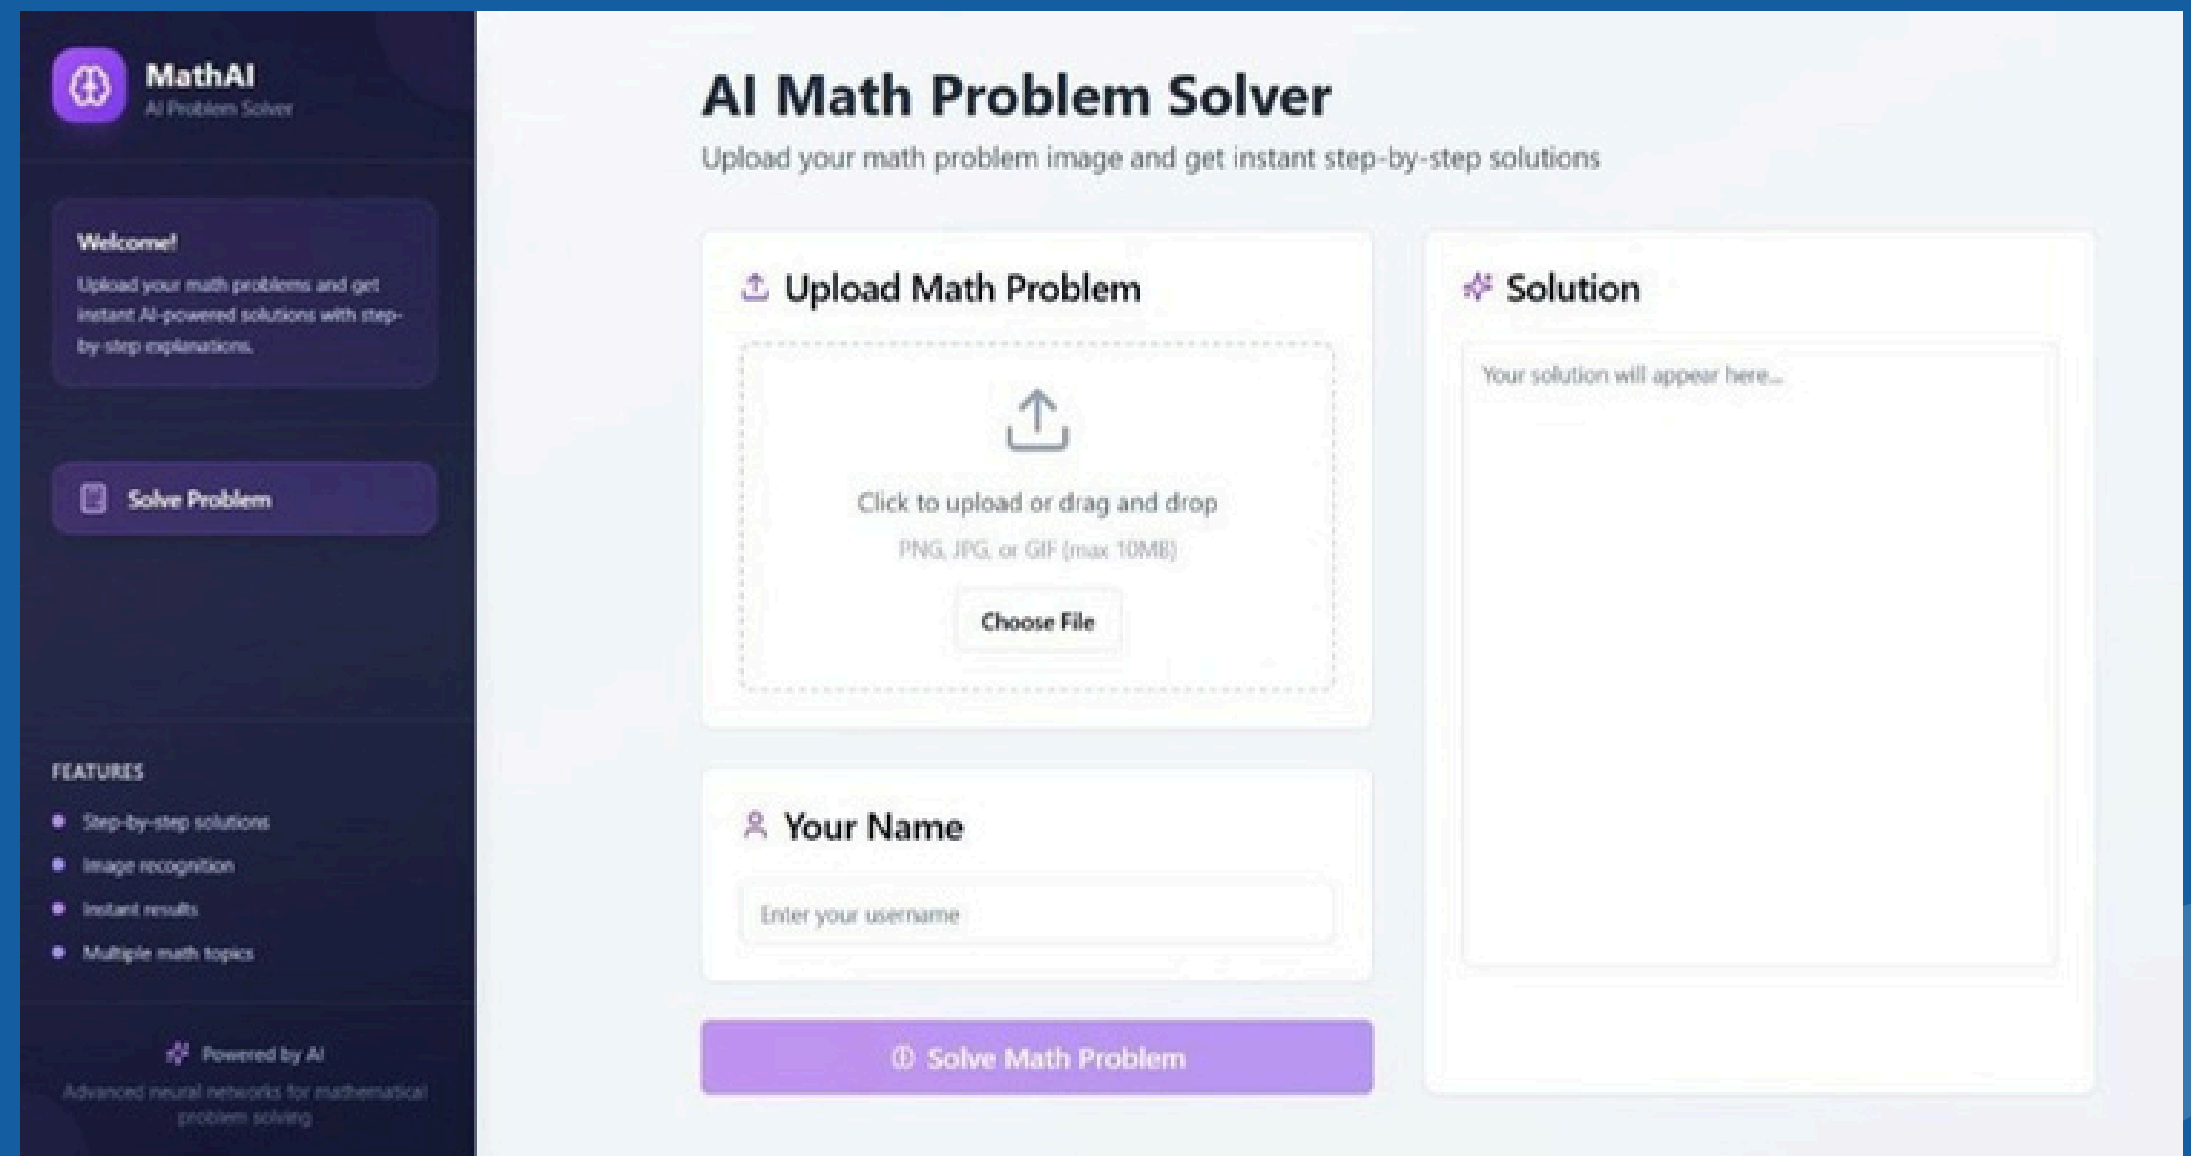 MathAI
AI Problem Solver
Welcome!
Upload your math problems and get
instant AI-powered solutions with step-
by-step explanations.
Solve Problem
FEATURES
Step-by-step solutions
Image recognition
Instant results
Multiple math topics
Powered by AI
Advanced neural networks for mathematical
problem solving
AI Math Problem Solver
Upload your math problem image and get instant step-by-step solutions
Upload Math Problem
Click to upload or drag and drop
PNG, JPG, or GIF (max 10MB)
Choose File
Your Name
Enter your username
Solve Math Problem
Solution
Your solution will appear here...